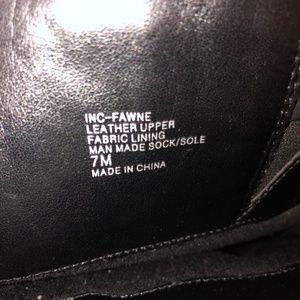 INC-FAWNE
LEATHER UPPER
FABRIC LINING
MAN MADE SOCK/SOLE
7M
MADE IN CHINA